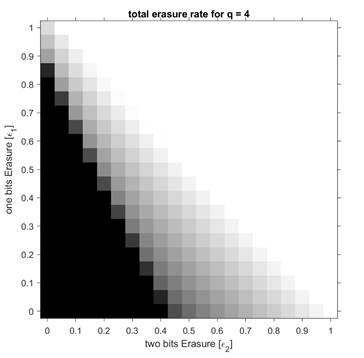 total erasure rate for q = 4
1
0.9
0.8
0.7
0.6
0.5
0.4
0.3
0.2
0.1
0
one bits Erasure [ϵ1]
0 0.1 0.2 0.3 0.4 0.5 0.6 0.7 0.8 0.9 1
two bits Erasure [ϵ2]